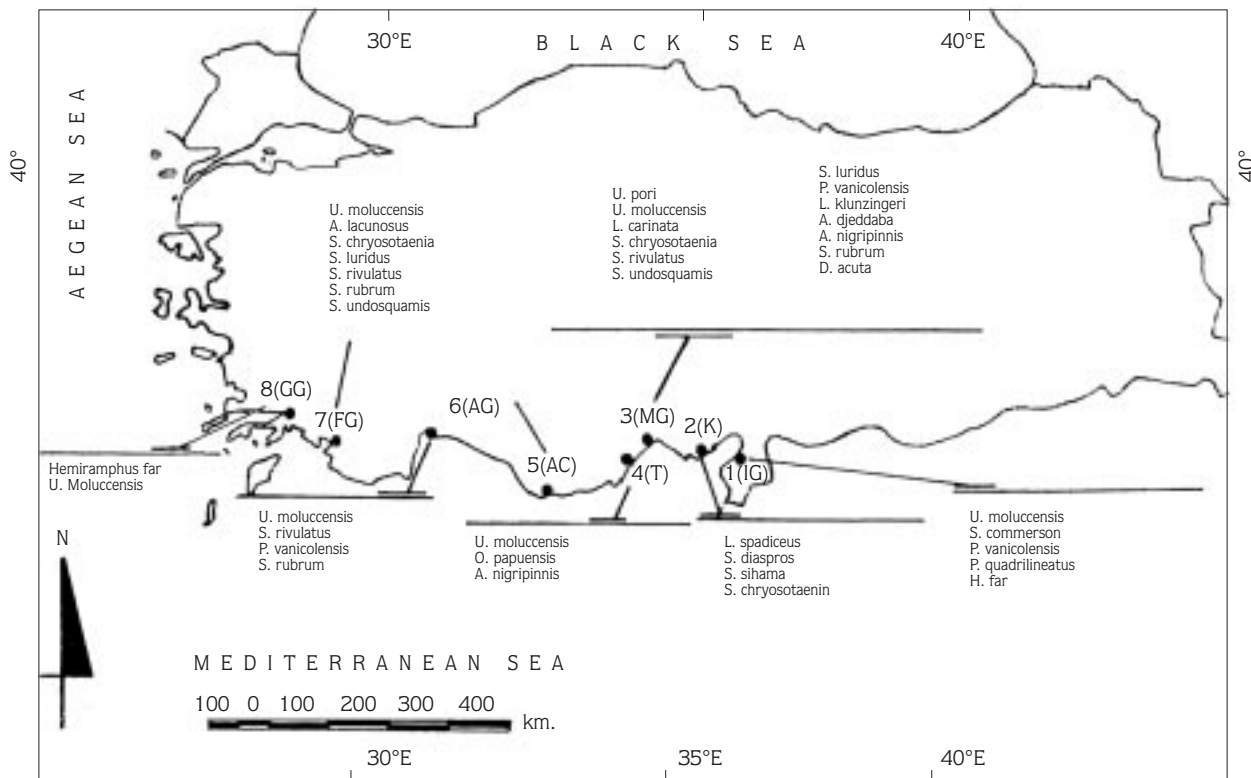 30°E
40°E
B L A C K   S E A
A E G E A N   S E A
40°
40°
U. moluccensis
A. lacunosus
S. chryosotaenia
S. luridus
S. rivulatus
S. rubrum
S. undosquamis
U. pori
U. moluccensis
L. carinata
S. chryosotaenia
S. rivulatus
S. undosquamis
S. luridus
P. vanicolensis
L. klunzingeri
A. djeddaba
A. nigripinnis
S. rubrum
D. acuta
8(GG)
7(FG)
6(AG)
5(AC)
3(MG)
4(T)
2(K)
1(IG)
Hemiramphus far
U. Moluccensis
U. moluccensis
S. rivulatus
P. vanicolensis
S. rubrum
U. moluccensis
O. papuensis
A. nigripinnis
L. spadiceus
S. diaspros
S. sihama
S. chryosotaenin
U. moluccensis
S. commerson
P. vanicolensis
P. quadrilineatus
H. far
N
M E D I T E R R A N E A N   S E A
100 0 100 200 300 400
km.
30°E
35°E
35°E
40°E